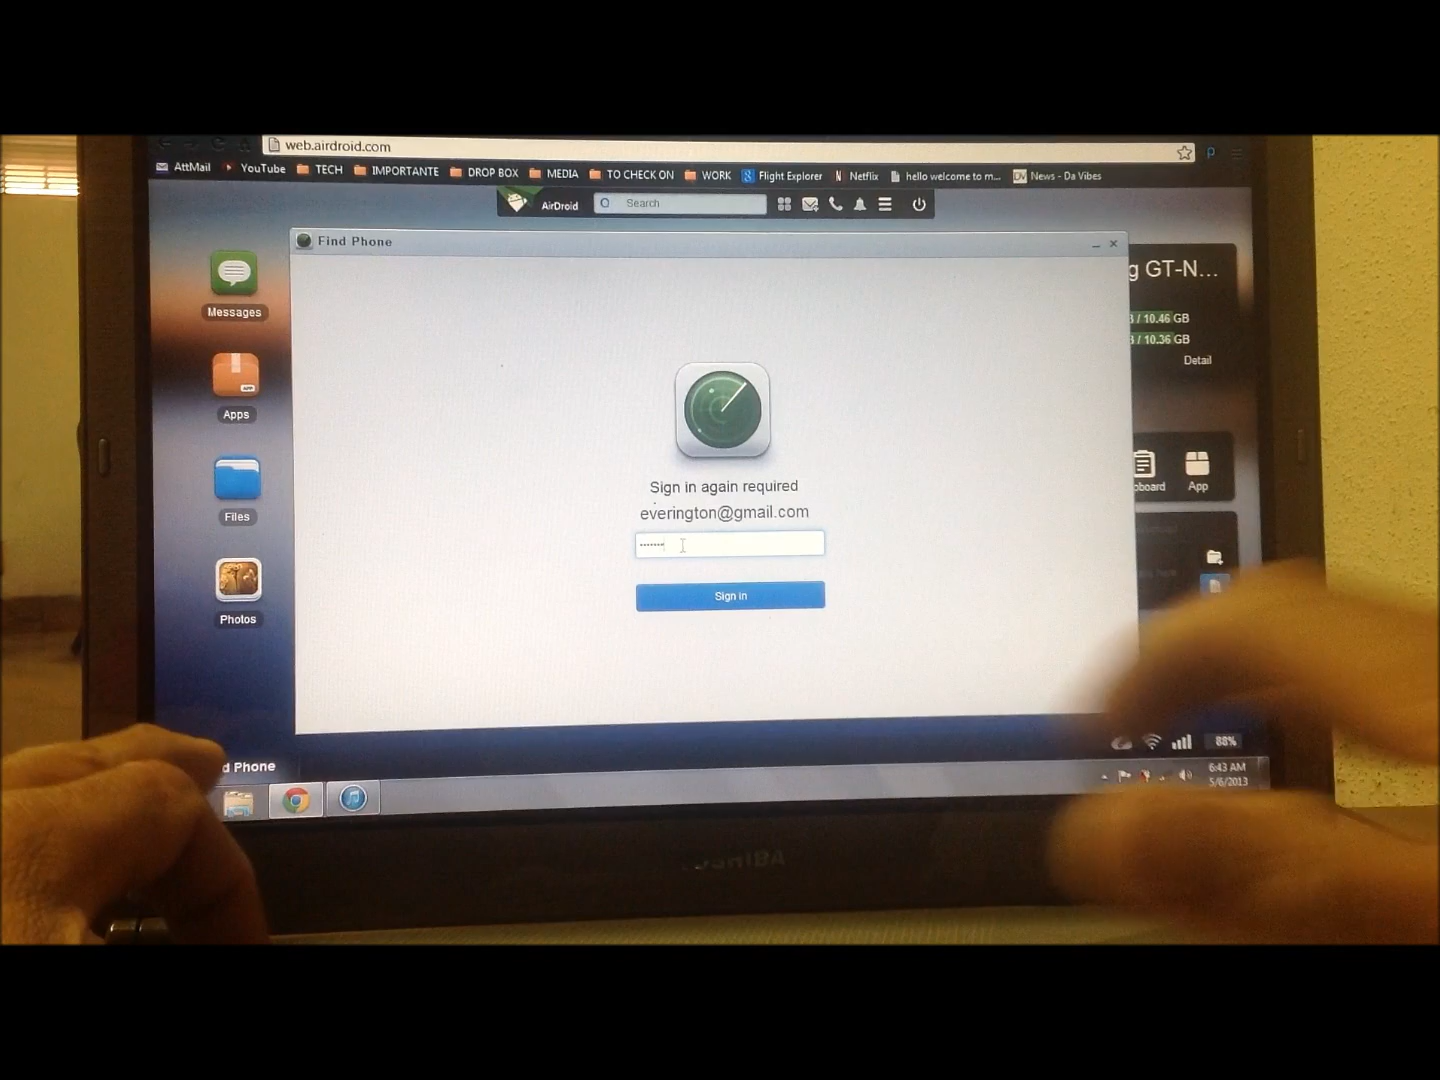 web.airdroid.com
AttMail YouTube TECH IMPORTANTE DROP BOX MEDIA TO CHECK ON WORK Flight Explorer Netflix hello welcome to m... News - Da Vibes
AirDroid Search
Find Phone
g GT-N...
/ 10.46 GB
/ 10.36 GB
Detail
Messages
Apps
Files
Photos
Sign in again required
everington@gmail.com
Sign in
pboard App
88%
d Phone
6:43 AM
5/6/2013
TOSHIBA